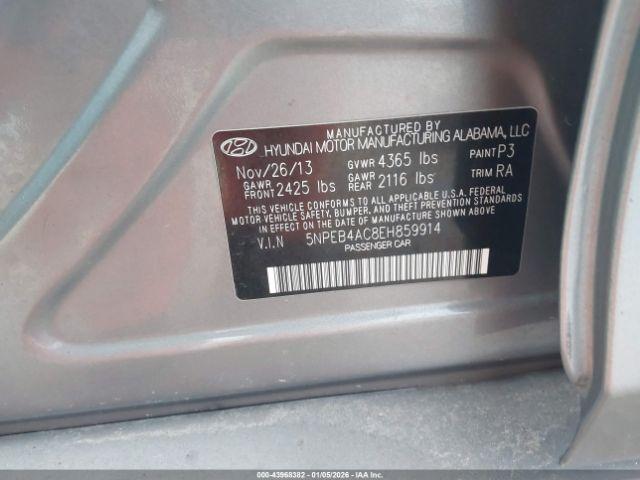 MANUFACTURED BY
HYUNDAI MOTOR MANUFACTURING ALABAMA, LLC
Nov/26/13 GVWR 4365 lbs PAINT P3
GAWR FRONT 2425 lbs GAWR REAR 2116 lbs TRIM RA
THIS VEHICLE CONFORMS TO ALL APPLICABLE U.S.A. FEDERAL
MOTOR VEHICLE SAFETY, BUMPER, AND THEFT PREVENTION STANDARDS
IN EFFECT ON THE DATE OF MANUFACTURE SHOWN ABOVE.
V.I.N 5NPEB4AC8EH859914
PASSENGER CAR
000-43968382 - 01/05/2026 - IAAI.COM